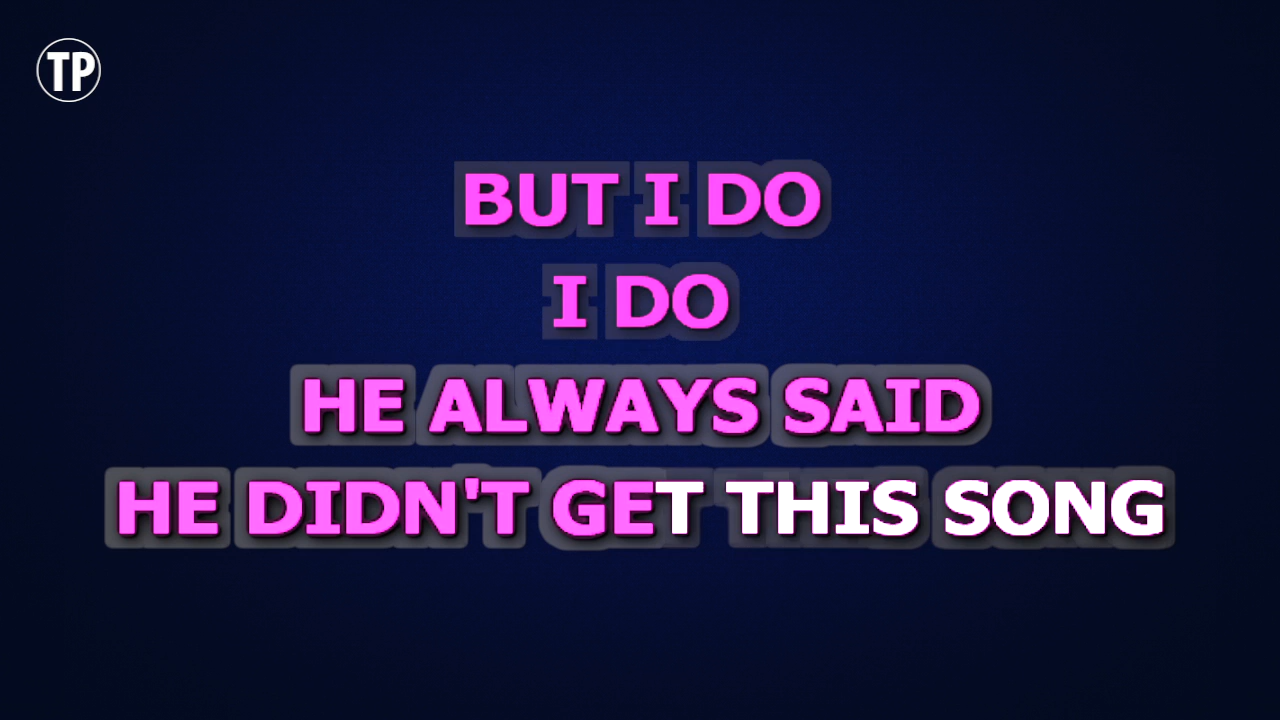 TP
BUT I DO
I DO
HE ALWAYS SAID
HE DIDN'T GET THIS SONG